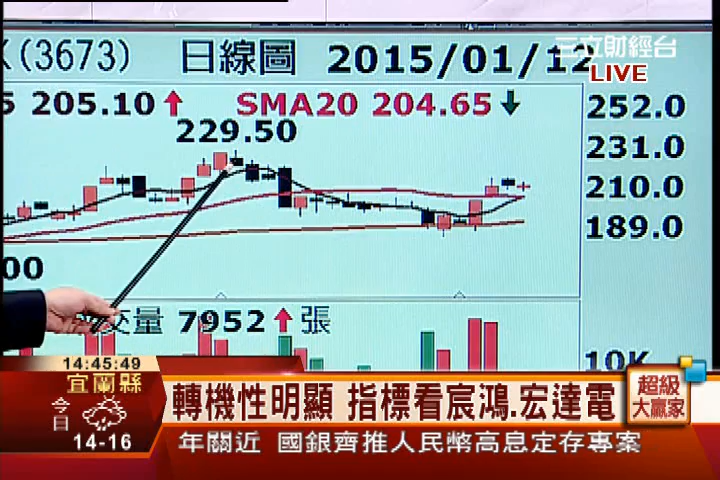 (3673) 日線圖 2015/01/12
三立財經台
LIVE
5 205.10 SMA20 204.65
252.0
229.50
231.0
210.0
189.0
00
交量 7952 張
10K
14:45:49
宜蘭縣
今日
14-16
轉機性明顯 指標看宸鴻.宏達電
超級
大贏家
年關近 國銀齊推人民幣高息定存專案